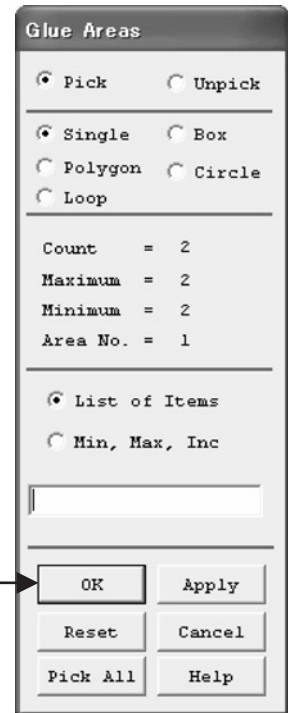 Glue Areas
Pick Unpick
Single Box
Polygon Circle
Loop
Count = 2
Maximum = 2
Minimum = 2
Area No. = 1
List of Items
Min, Max, Inc
OK Apply
Reset Cancel
Pick All Help